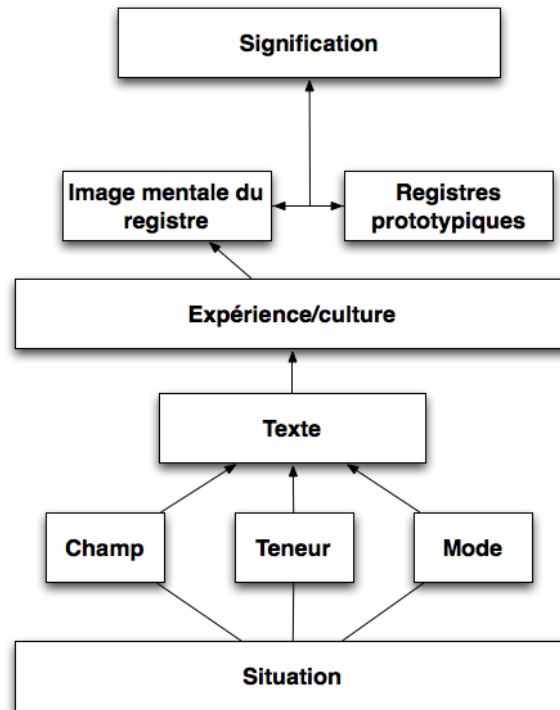 Signification
Image mentale du
registre
Registres
prototypiques
Expérience/culture
Texte
Champ
Teneur
Mode
Situation